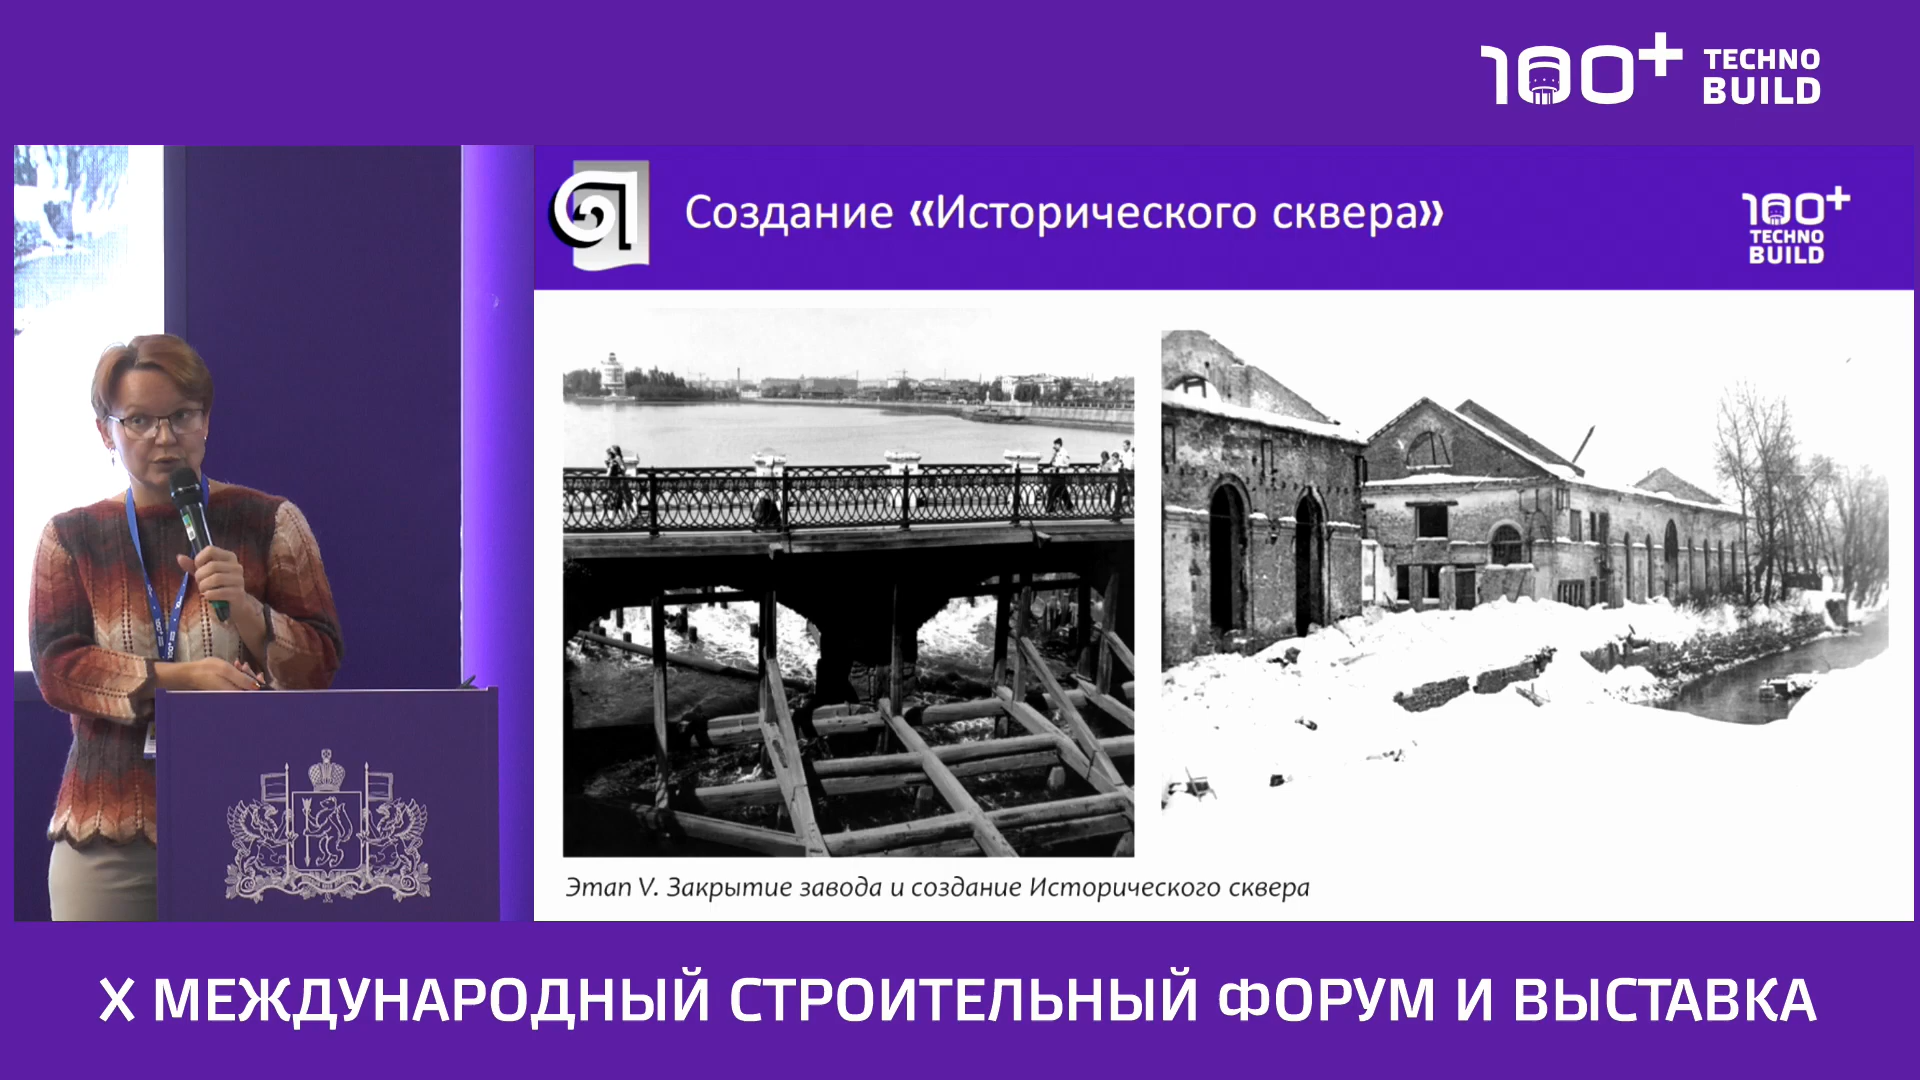 100+ TECHNO
BUILD
Создание «Исторического сквера»
100+
TECHNO
BUILD
Этап V. Закрытие завода и создание Исторического сквера
X МЕЖДУНАРОДНЫЙ СТРОИТЕЛЬНЫЙ ФОРУМ И ВЫСТАВКА